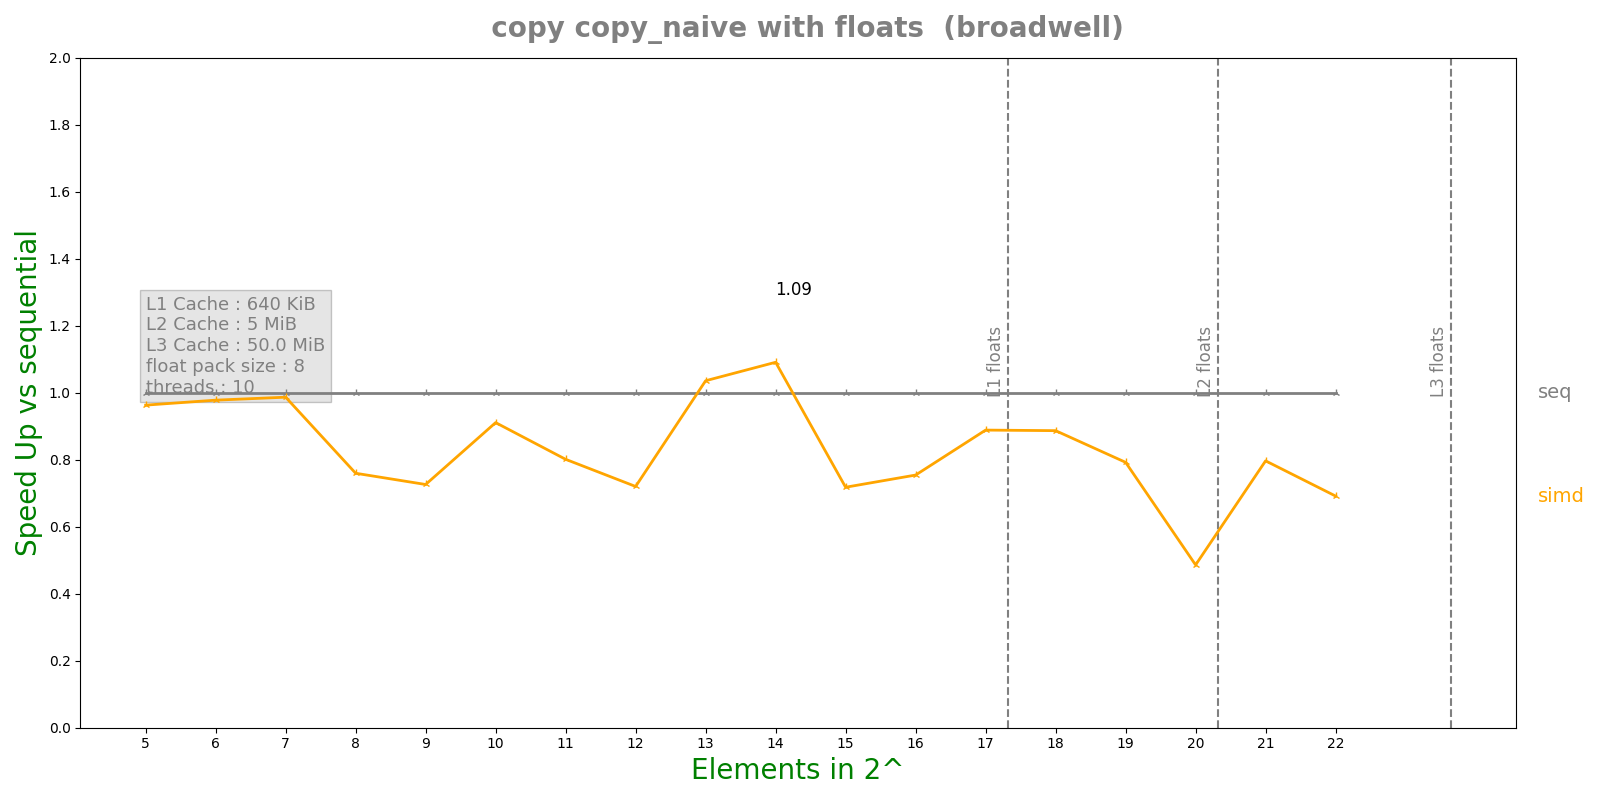 copy copy_naive with floats  (broadwell)
Speed Up vs sequential
2.0
1.8
1.6
1.4
1.2
1.0
0.8
0.6
0.4
0.2
0.0
L1 Cache : 640 KiB
L2 Cache : 5 MiB
L3 Cache : 50.0 MiB
float pack size : 8
threads : 10
1.09
L1 floats
L2 floats
L3 floats
seq
simd
5 6 7 8 9 10 11 12 13 14 15 16 17 18 19 20 21 22
Elements in 2^